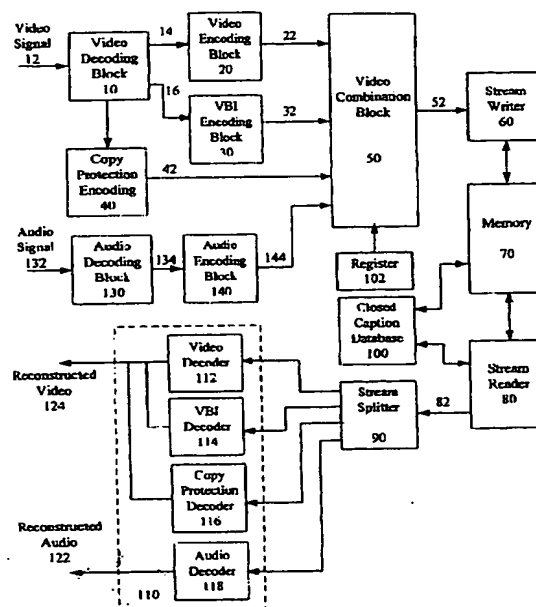 Video
Signal
12
Video
Decoding
Block
10
14
16
Video
Encoding
Block
20
22
VBI
Encoding
Block
30
32
Copy
Protection
Encoding
40
42
Video
Combination
Block
50
52
Stream
Writer
60
Audio
Signal
132
Audio
Decoding
Block
130
134
Audio
Encoding
Block
140
144
Register
102
Memory
70
Closed
Caption
Database
100
Stream
Reader
80
82
Stream
Splitter
90
Video
Decoder
112
VBI
Decoder
114
Copy
Protection
Decoder
116
Audio
Decoder
118
110
Reconstructed
Video
124
Reconstructed
Audio
122